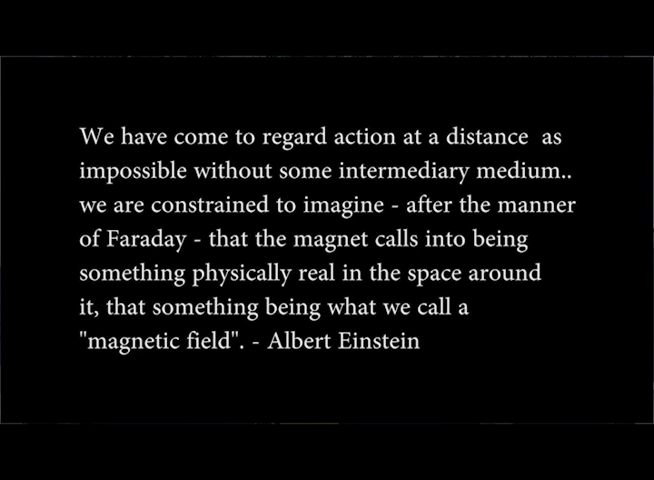 We have come to regard action at a distance  as
impossible without some intermediary medium..
we are constrained to imagine - after the manner
of Faraday - that the magnet calls into being
something physically real in the space around
it, that something being what we call a
"magnetic field". - Albert Einstein